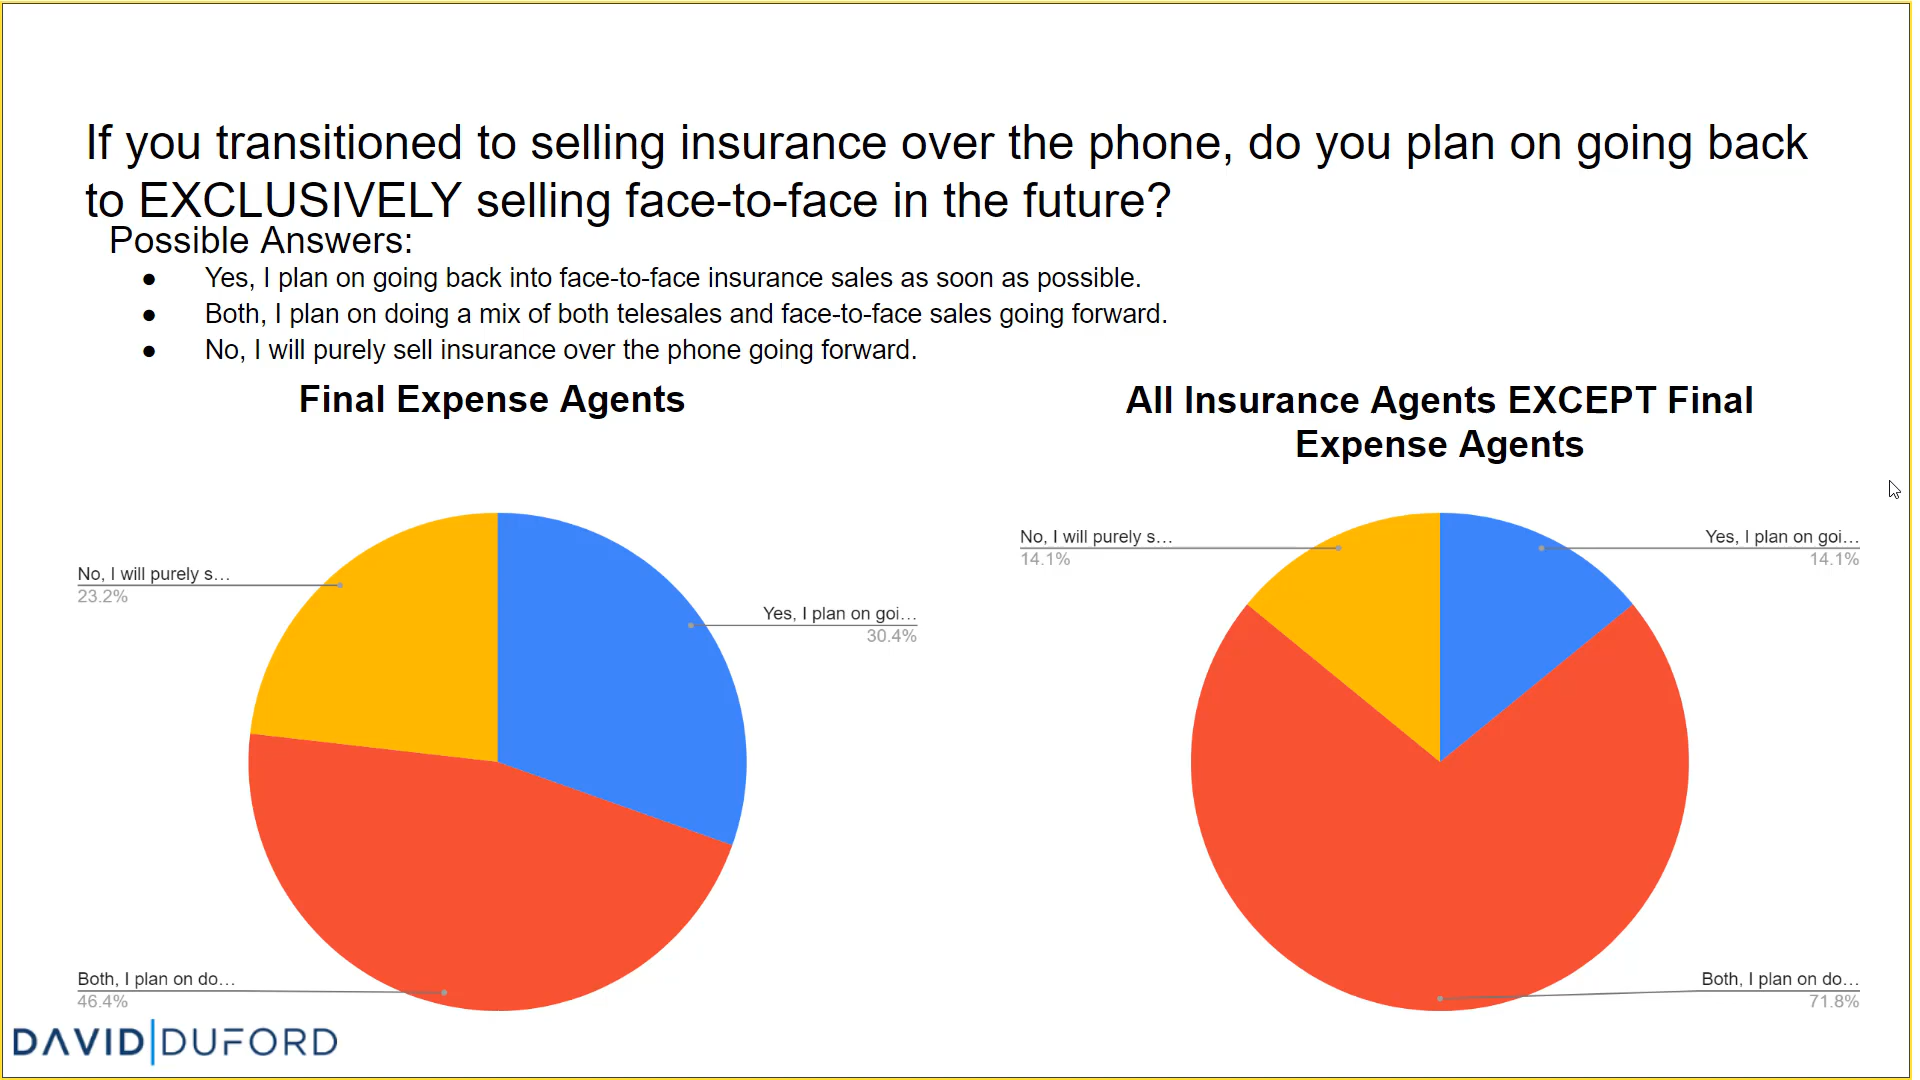 If you transitioned to selling insurance over the phone, do you plan on going back
to EXCLUSIVELY selling face-to-face in the future?
Possible Answers:
● Yes, I plan on going back into face-to-face insurance sales as soon as possible.
● Both, I plan on doing a mix of both telesales and face-to-face sales going forward.
● No, I will purely sell insurance over the phone going forward.
Final Expense Agents
No, I will purely s…
23.2%
Yes, I plan on goi…
30.4%
Both, I plan on do…
46.4%
All Insurance Agents EXCEPT Final
Expense Agents
No, I will purely s…
14.1%
Yes, I plan on goi…
14.1%
Both, I plan on do…
71.8%
DAVID|DUFORD